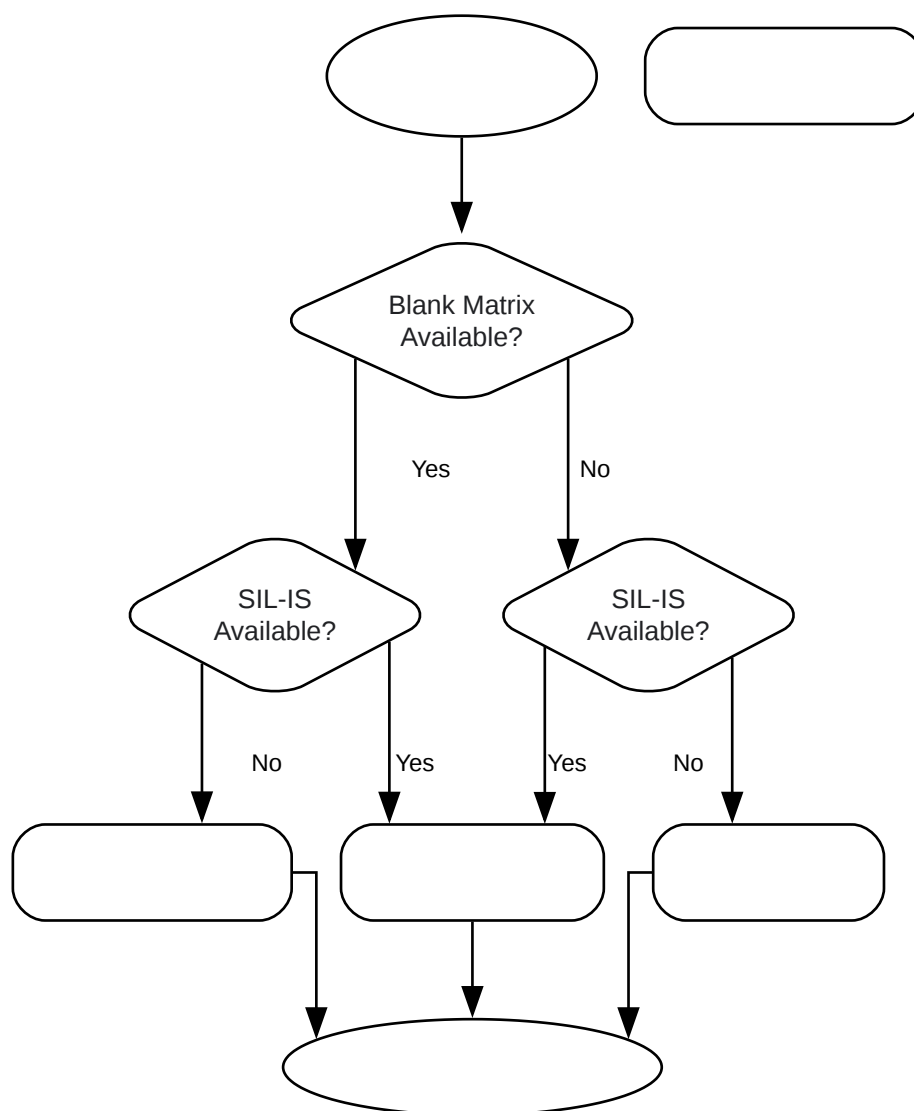 Blank Matrix
Available?
Yes
No
SIL-IS
Available?
SIL-IS
Available?
No
Yes
Yes
No